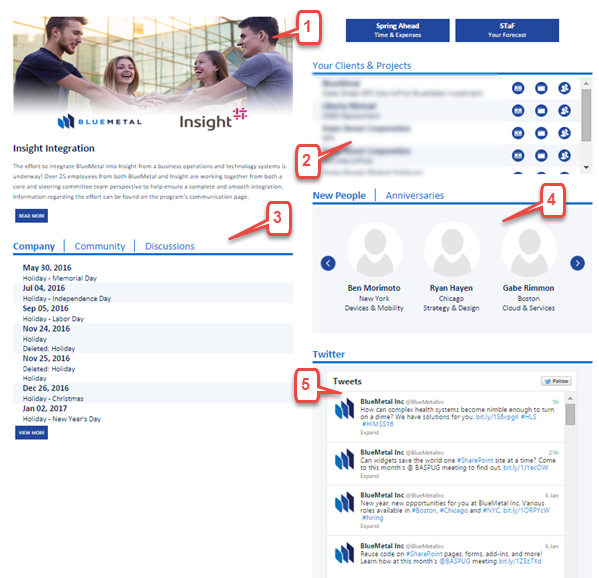 1
BLUEMETAL
Insight
Insight Integration
The effort to integrate BlueMetal into Insight from a business operations and technology systems is
underway! Over 25 employees from both BlueMetal and Insight are working together from both a
core and steering committee team perspective to help ensure a complete and smooth integration.
Information regarding the effort can be found on the program's communication page.
READ MORE
3
Company Community Discussions
May 30, 2016
Holiday - Memorial Day
Jul 04, 2016
Holiday - Independence Day
Sep 05, 2016
Holiday - Labor Day
Nov 24, 2016
Holiday
Deleted: Holiday
Nov 25, 2016
Deleted: Holiday
Holiday
Dec 26, 2016
Holiday - Christmas
Jan 02, 2017
Holiday - New Year's Day
VIEW MORE
Spring Ahead
Time & Expenses
STaF
Your Forecast
Your Clients & Projects
2
New People Anniversaries
4
Ben Morimoto
New York
Devices & Mobility
Ryan Hayen
Chicago
Strategy & Design
Gabe Rimmon
Boston
Cloud & Services
Twitter
5
Tweets
Follow
BlueMetal Inc @BlueMetalInc 1h
How can complex health systems become nimble enough to turn
on a dime? We have solutions for you. bit.ly/1S6vpgK #HLS
#HIMSS16
Expand
BlueMetal Inc @BlueMetalInc 21h
Can widgets save the world one #SharePoint site at a time? Come
to this month's @ BASPUG meeting to find out. bit.ly/1JYecOW
Expand
BlueMetal Inc @BlueMetalInc 6 Jan
New year, new opportunities for you at BlueMetal Inc. Various
roles available in #Boston, #Chicago and #NYC. bit.ly/1ORPYcW
#hiring
Expand
BlueMetal Inc @BlueMetalInc 6 Jan
Reuse code on #SharePoint pages, forms, add-ins, and more!
Learn how at this month's @BASPUG meeting bit.ly/1Z5z7Xd